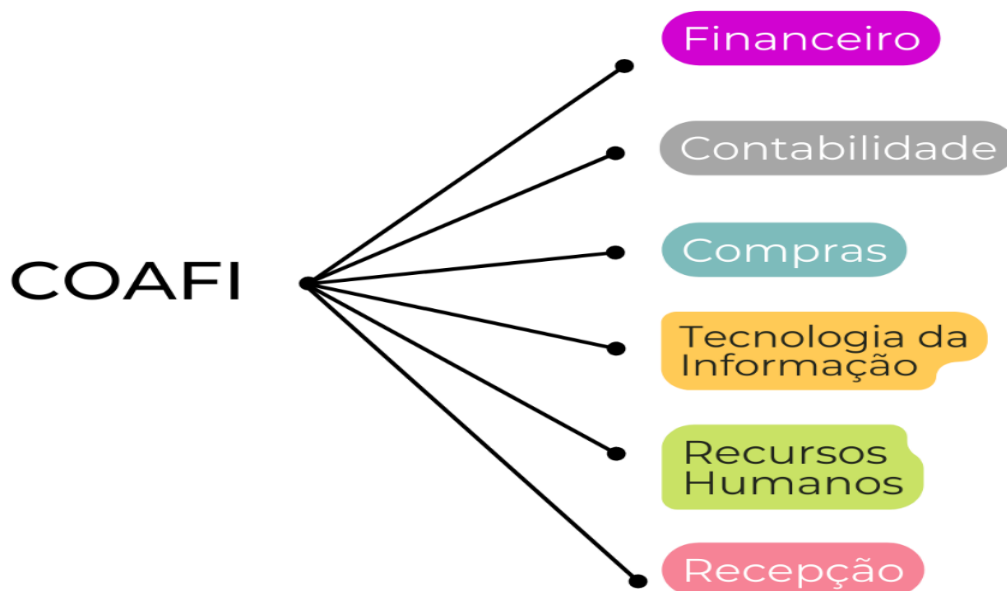 Financeiro
Contabilidade
COAFI
Compras
Tecnologia da
Informação
Recursos
Humanos
Recepção